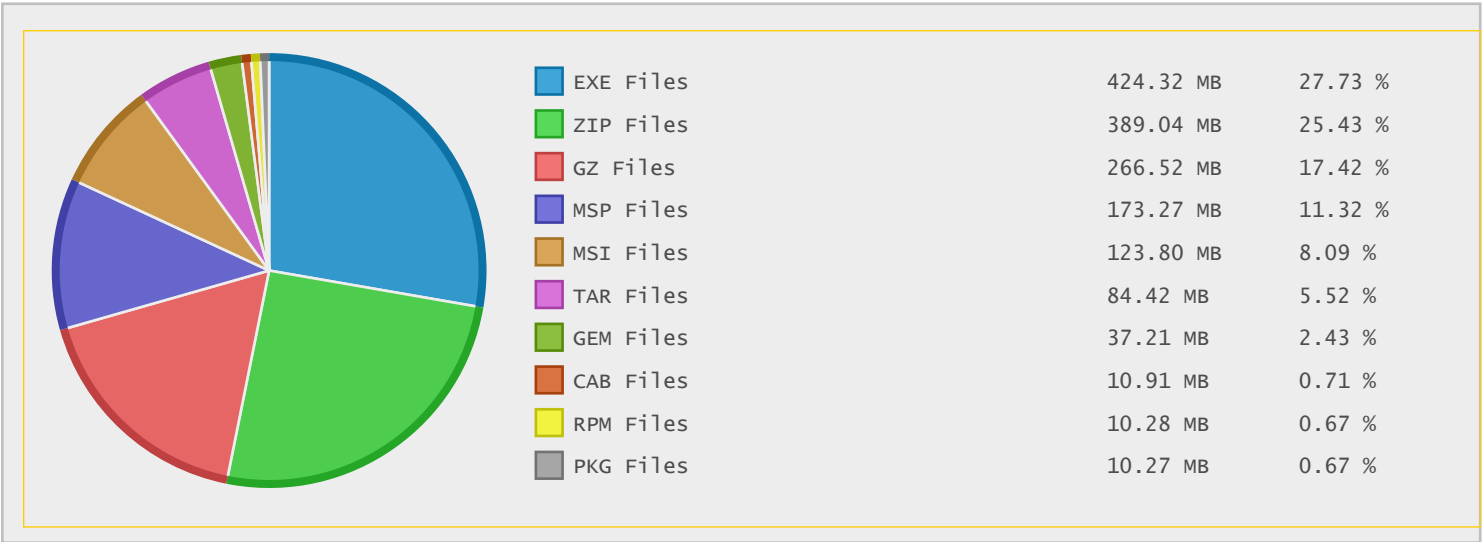 EXE Files 424.32 MB 27.73 %
ZIP Files 389.04 MB 25.43 %
GZ Files 266.52 MB 17.42 %
MSP Files 173.27 MB 11.32 %
MSI Files 123.80 MB 8.09 %
TAR Files 84.42 MB 5.52 %
GEM Files 37.21 MB 2.43 %
CAB Files 10.91 MB 0.71 %
RPM Files 10.28 MB 0.67 %
PKG Files 10.27 MB 0.67 %